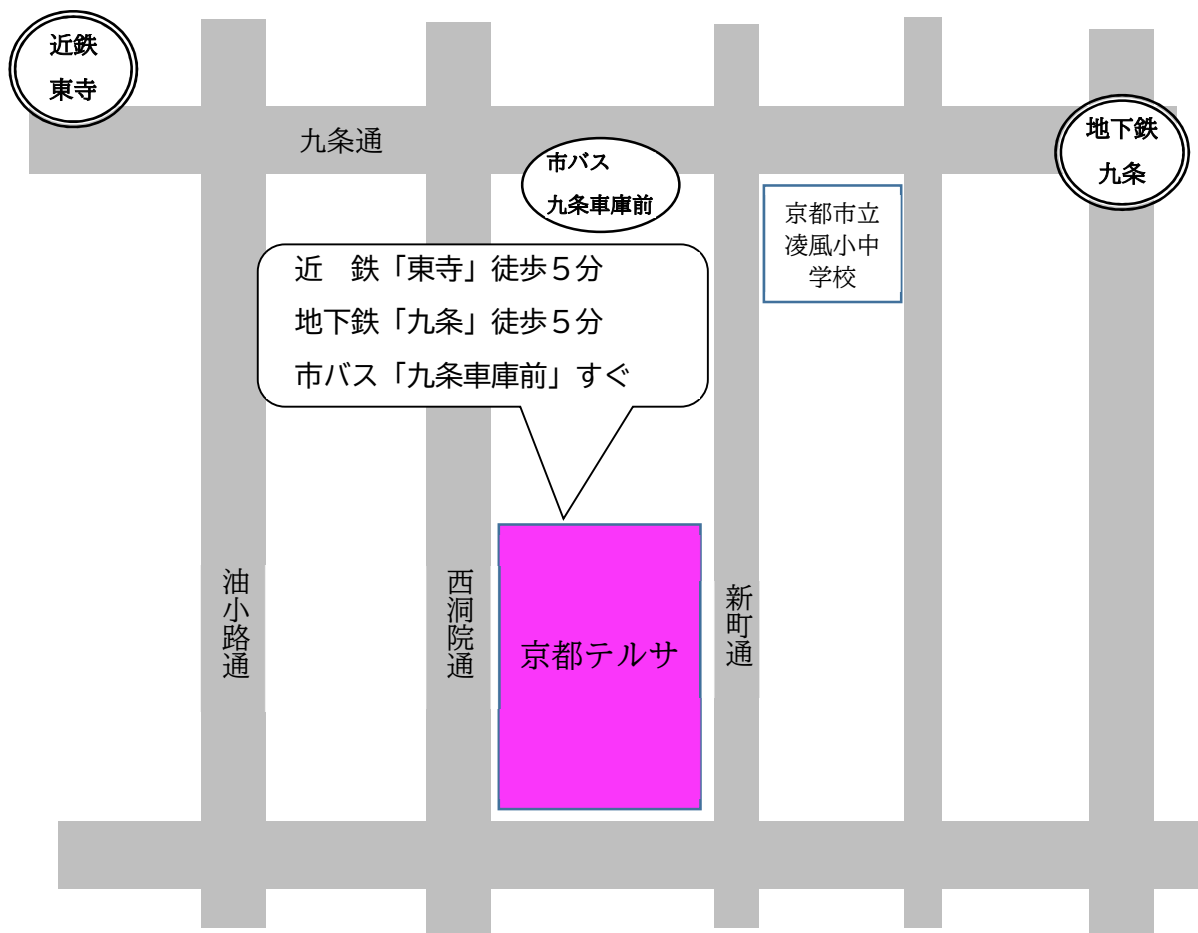 近鉄
東寺
九条通
市バス
九条車庫前
地下鉄
九条
京都市立
凌風小中
学校
近　鉄「東寺」徒歩５分
地下鉄「九条」徒歩５分
市バス「九条車庫前」すぐ
油小路通
西洞院通
京都テルサ
新町通